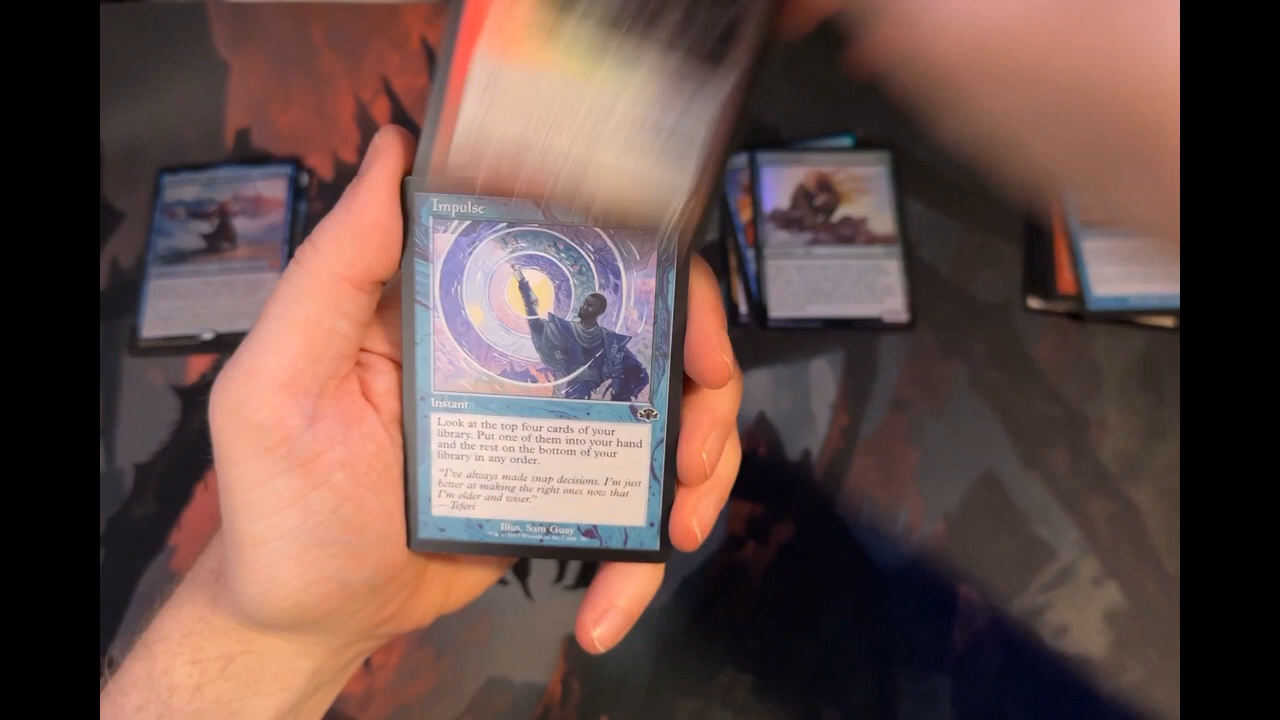 Impulse
Instant
Look at the top four cards of your
library. Put one of them into your hand
and the rest on the bottom of your
library in any order.
"I've always made snap decisions. I'm just
better at making the right ones now that
I'm older and wiser."
—Teferi
Illus. Sam Guay